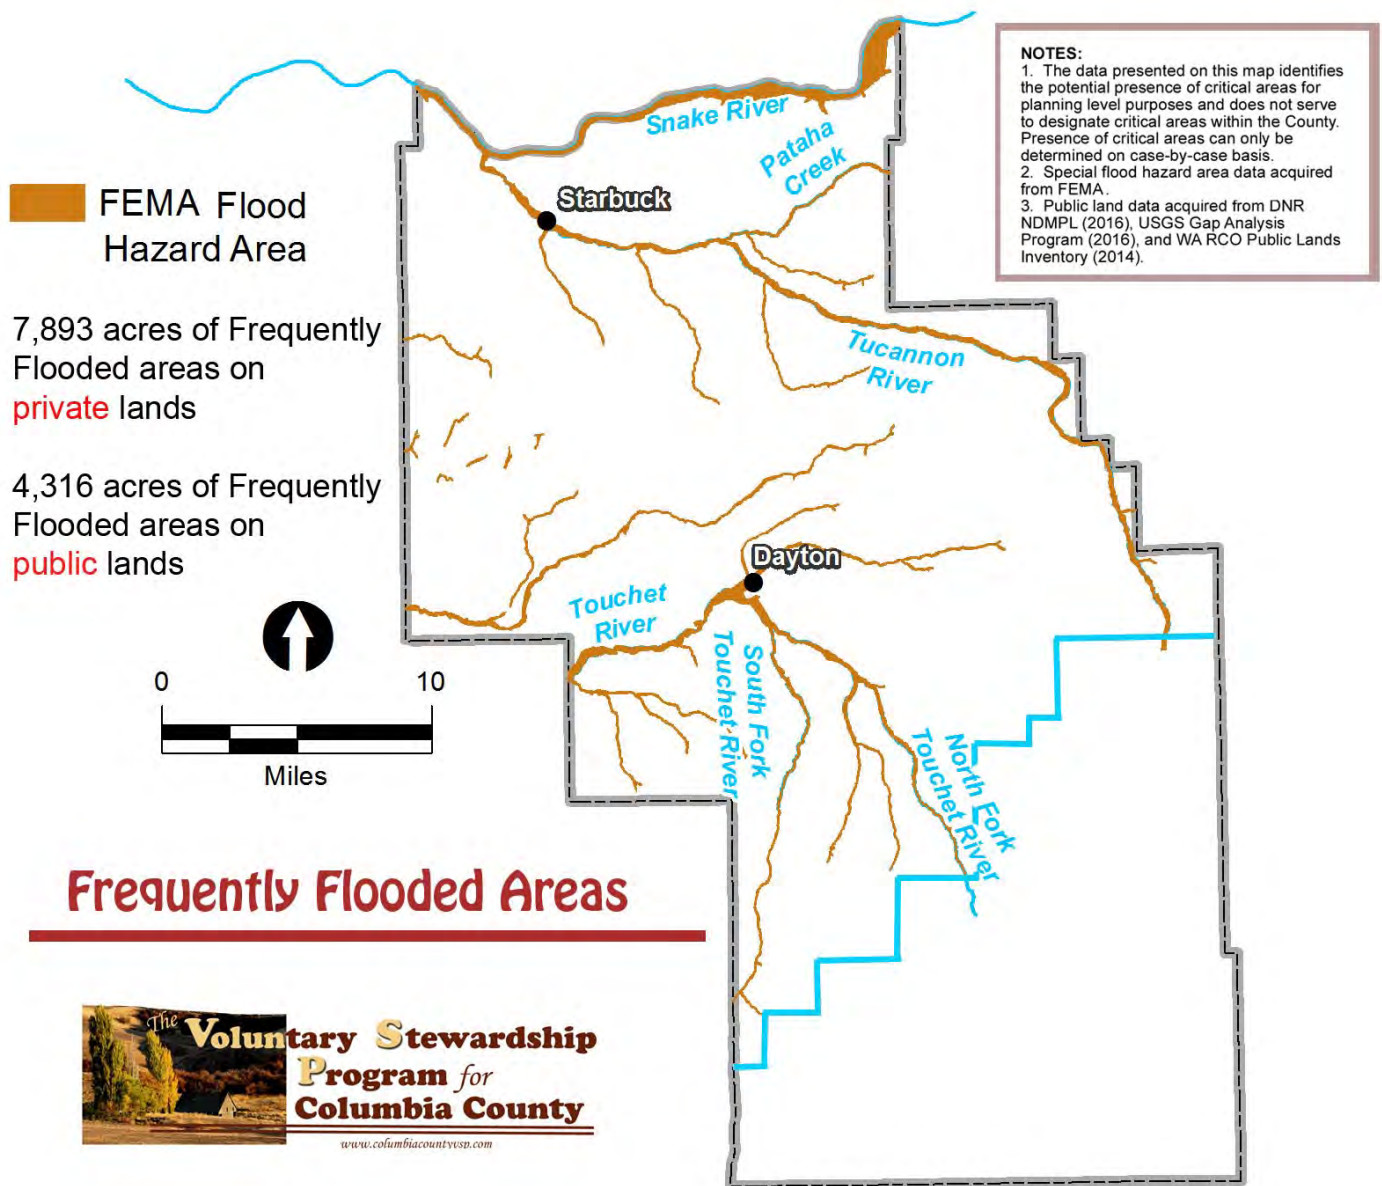 NOTES:
1. The data presented on this map identifies
the potential presence of critical areas for
planning level purposes and does not serve
to designate critical areas within the County.
Presence of critical areas can only be
determined on case-by-case basis.
2. Special flood hazard area data acquired
from FEMA.
3. Public land data acquired from DNR
NDMPL (2016), USGS Gap Analysis
Program (2016), and WA RCO Public Lands
Inventory (2014).
Snake River
Pataha
Creek
Starbuck
FEMA Flood
Hazard Area
7,893 acres of Frequently
Flooded areas on
private lands
Tucannon
River
4,316 acres of Frequently
Flooded areas on
public lands
Dayton
Touchet
River
South Fork
Touchet River
North Fork
Touchet River
0 10
Miles
Frequently Flooded Areas
The Voluntary Stewardship
Program for
Columbia County
www.columbiacountyvsp.com